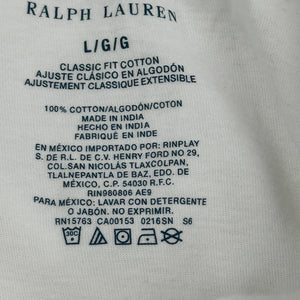 RALPH LAUREN
L/G/G
CLASSIC FIT COTTON
AJUSTE CLÁSICO EN ALGODÓN
AJUSTEMENT CLASSIQUE EXTENSIBLE
100% COTTON/ALGODÓN/COTON
MADE IN INDIA
HECHO EN INDIA
FABRIQUÉ EN INDE
EN MÉXICO IMPORTADO POR: RINPLAY
S. DE R.L. DE C.V. HENRY FORD NO 29,
COL.SAN NICOLÁS TLAXCOLPAN,
TLALNEPANTLA DE BAZ, EDO. DE
MÉXICO, C.P. 54030 R.F.C.
RIN980806 AE9
PARA MÉXICO: LAVAR CON DETERGENTE
O JABÓN. NO EXPRIMIR.
RN15763 CA00153 0216SN S6
30C